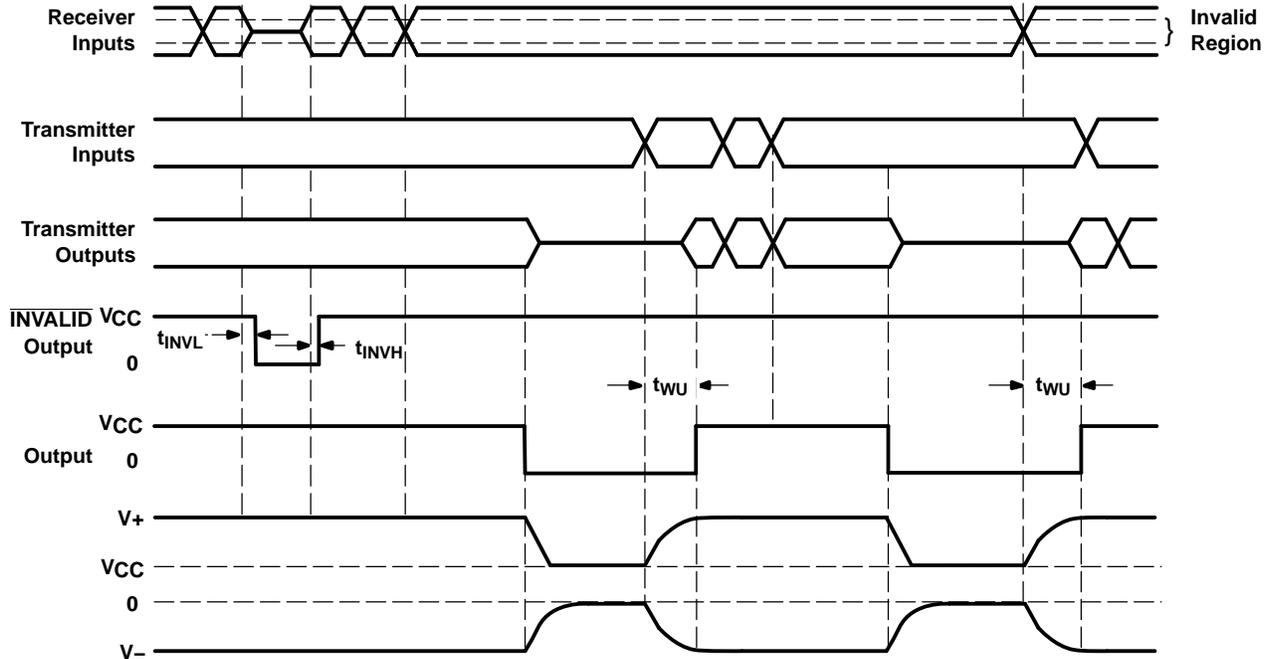 Receiver
Inputs
} Invalid
Region
Transmitter
Inputs
Transmitter
Outputs
INVALID VCC
Output
0
tINVL
tINVH
tWU
tWU
VCC
Output
0
V+
VCC
0
V–